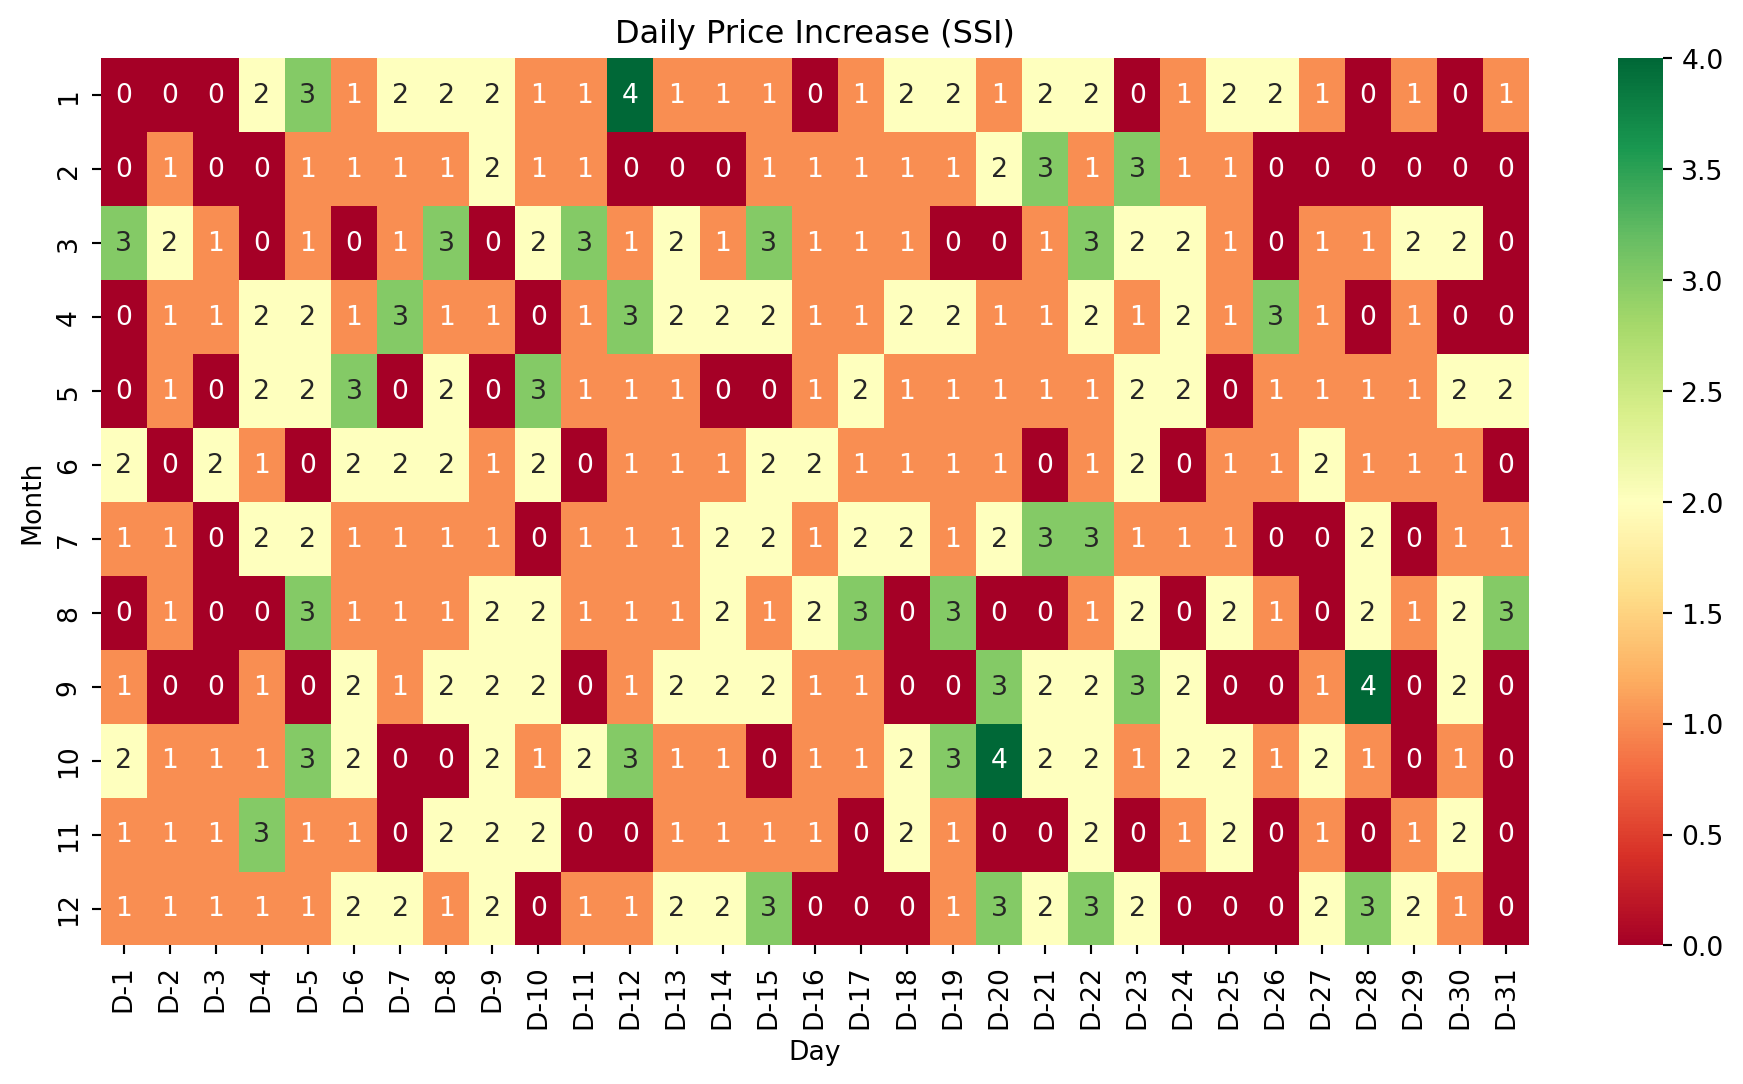 Daily Price Increase (SSI)
1 0 0 0 2 3 1 2 2 2 1 1 4 1 1 1 0 1 2 2 1 2 2 0 1 2 2 1 0 1 0 1
2 0 1 0 0 1 1 1 1 2 1 1 0 0 0 1 1 1 1 1 2 3 1 3 1 1 0 0 0 0 0 0
3 3 2 1 0 1 0 1 3 0 2 3 1 2 1 3 1 1 1 0 0 1 3 2 2 1 0 1 1 2 2 0
4 0 1 1 2 2 1 3 1 1 0 1 3 2 2 2 1 1 2 2 1 1 2 1 2 1 3 1 0 1 0 0
5 0 1 0 2 2 3 0 2 0 3 1 1 1 0 0 1 2 1 1 1 1 1 2 2 0 1 1 1 1 2 2
6 2 0 2 1 0 2 2 2 1 2 0 1 1 1 2 2 1 1 1 1 0 1 2 0 1 1 2 1 1 1 0
7 1 1 0 2 2 1 1 1 1 0 1 1 1 2 2 1 2 2 1 2 3 3 1 1 1 0 0 2 0 1 1
8 0 1 0 0 3 1 1 1 2 2 1 1 1 2 1 2 3 0 3 0 0 1 2 0 2 1 0 2 1 2 3
9 1 0 0 1 0 2 1 2 2 2 0 1 2 2 2 1 1 0 0 3 2 2 3 2 0 0 1 4 0 2 0
10 2 1 1 1 3 2 0 0 2 1 2 3 1 1 0 1 1 2 3 4 2 2 1 2 2 1 2 1 0 1 0
11 1 1 1 3 1 1 0 2 2 2 0 0 1 1 1 1 0 2 1 0 0 2 0 1 2 0 1 0 1 2 0
12 1 1 1 1 1 2 2 1 2 0 1 1 2 2 3 0 0 0 1 3 2 3 2 0 0 0 2 3 2 1 0
D-1 D-2 D-3 D-4 D-5 D-6 D-7 D-8 D-9 D-10 D-11 D-12 D-13 D-14 D-15 D-16 D-17 D-18 D-19 D-20 D-21 D-22 D-23 D-24 D-25 D-26 D-27 D-28 D-29 D-30 D-31
Day
Month
4.0
3.5
3.0
2.5
2.0
1.5
1.0
0.5
0.0